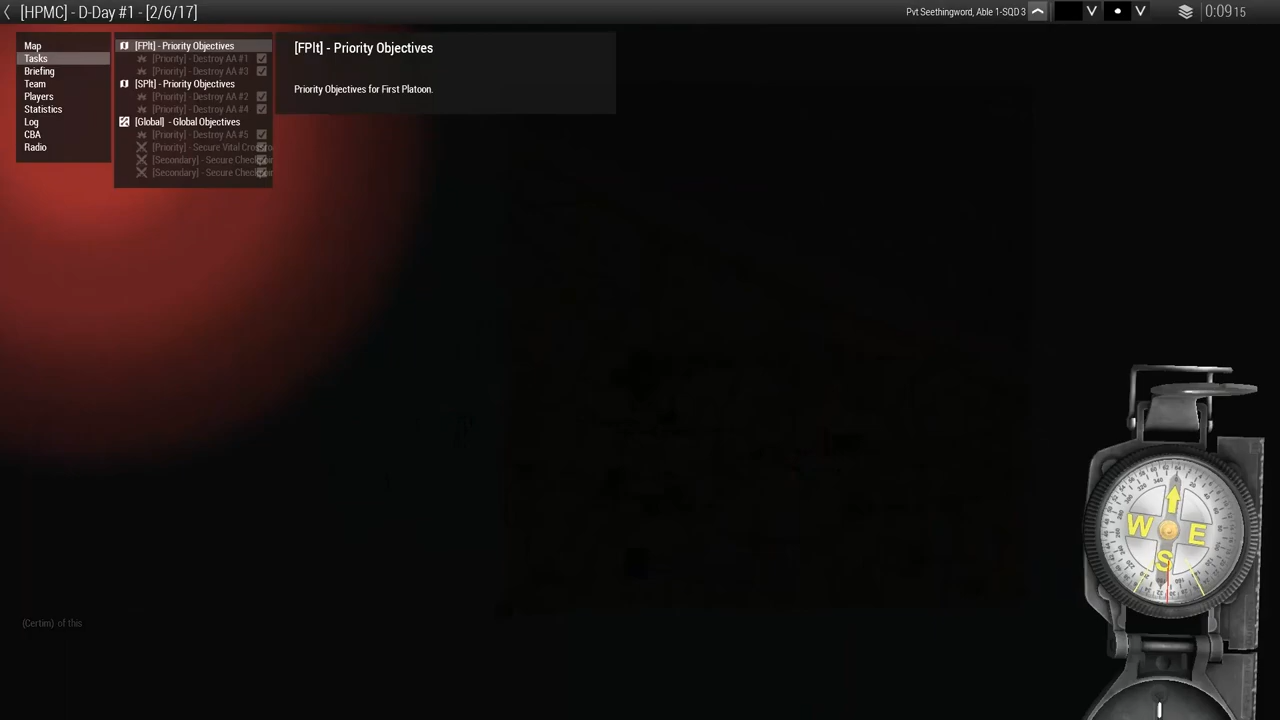 [HPMC] - D-Day #1 - [2/6/17]
Pvt Seethingword, Able 1-SQD 3
0:09 15
Map
Tasks
Briefing
Team
Players
Statistics
Log
CBA
Radio
[FPlt] - Priority Objectives
[Priority] - Destroy AA #1
[Priority] - Destroy AA #3
[SPlt] - Priority Objectives
[Priority] - Destroy AA #2
[Priority] - Destroy AA #4
[Global] - Global Objectives
[Priority] - Destroy AA #5
[Priority] - Secure Vital
[Secondary] - Secure
[Secondary] - Secure
[FPlt] - Priority Objectives
Priority Objectives for First Platoon.
W E
S
(Certim) of this